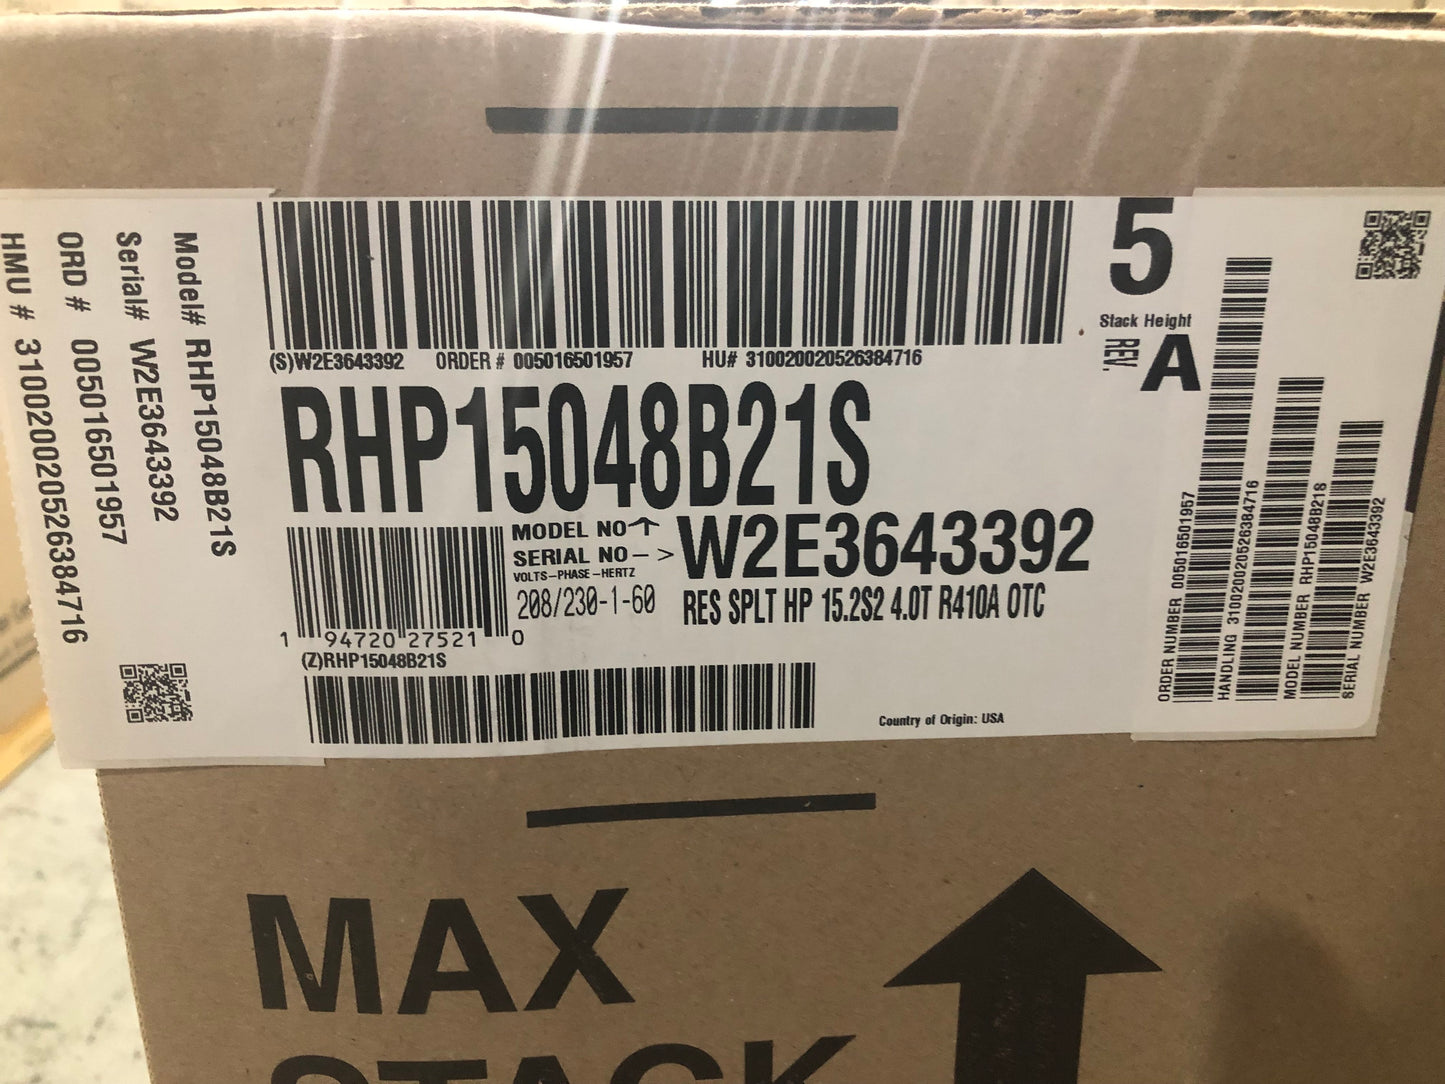 Model# RHP15048B21S
Serial# W2E3643392
ORD # 005016501957
HMU # 310020020526384716
5
Stack Height
REV. A
(S)W2E3643392 ORDER # 005016501957 HU# 310020020526384716
RHP15048B21S
MODEL NO
SERIAL NO – > W2E3643392
VOLTS-PHASE-HERTZ
208/230-1-60 RES SPLT HP 15.2S2 4.0T R410A OTC
1 94720 27521 0
(Z)RHP15048B21S
Country of Origin: USA
ORDER NUMBER 005016501957
HANDLING 310020020526384716
MODEL NUMBER RHP15048B21S
SERIAL NUMBER W2E3643392
MAX
STACK